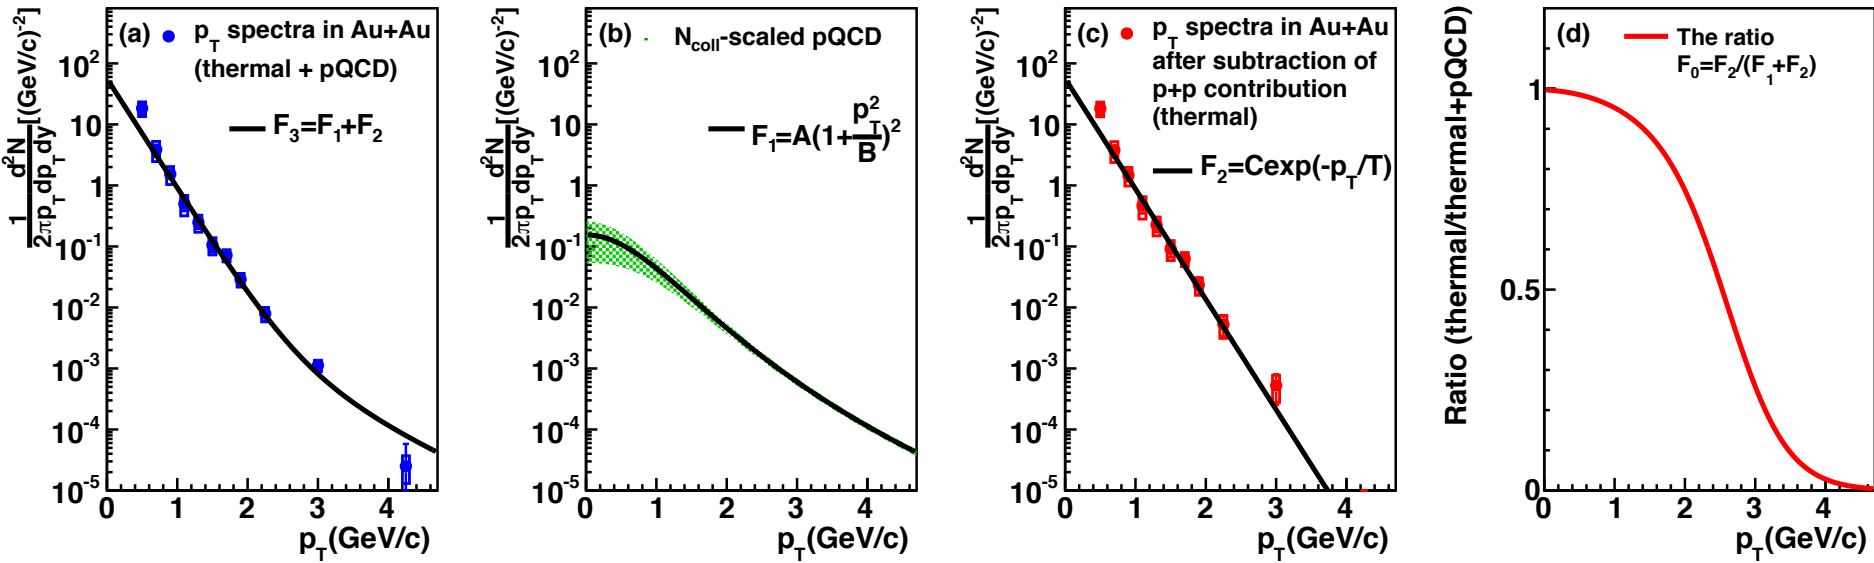 (a) p_T spectra in Au+Au
(thermal + pQCD)
F_3=F_1+F_2
1/(2πp_T) d^2N/(dp_Tdy)[(GeV/c)^-2]
10^2
10
1
10^-1
10^-2
10^-3
10^-4
10^-5
0 1 2 3 4
p_T(GeV/c)
(b) N_coll-scaled pQCD
F_1=A(1+p_T^2/B)^2
1/(2πp_T) d^2N/(dp_Tdy)[(GeV/c)^-2]
10^2
10
1
10^-1
10^-2
10^-3
10^-4
10^-5
0 1 2 3 4
p_T(GeV/c)
(c) p_T spectra in Au+Au
after subtraction of
p+p contribution
(thermal)
F_2=Cexp(-p_T/T)
1/(2πp_T) d^2N/(dp_Tdy)[(GeV/c)^-2]
10^2
10
1
10^-1
10^-2
10^-3
10^-4
10^-5
0 1 2 3 4
p_T(GeV/c)
(d) The ratio
F_0=F_2/(F_1+F_2)
Ratio (thermal/thermal+pQCD)
1
0.5
0
0 1 2 3 4
p_T(GeV/c)